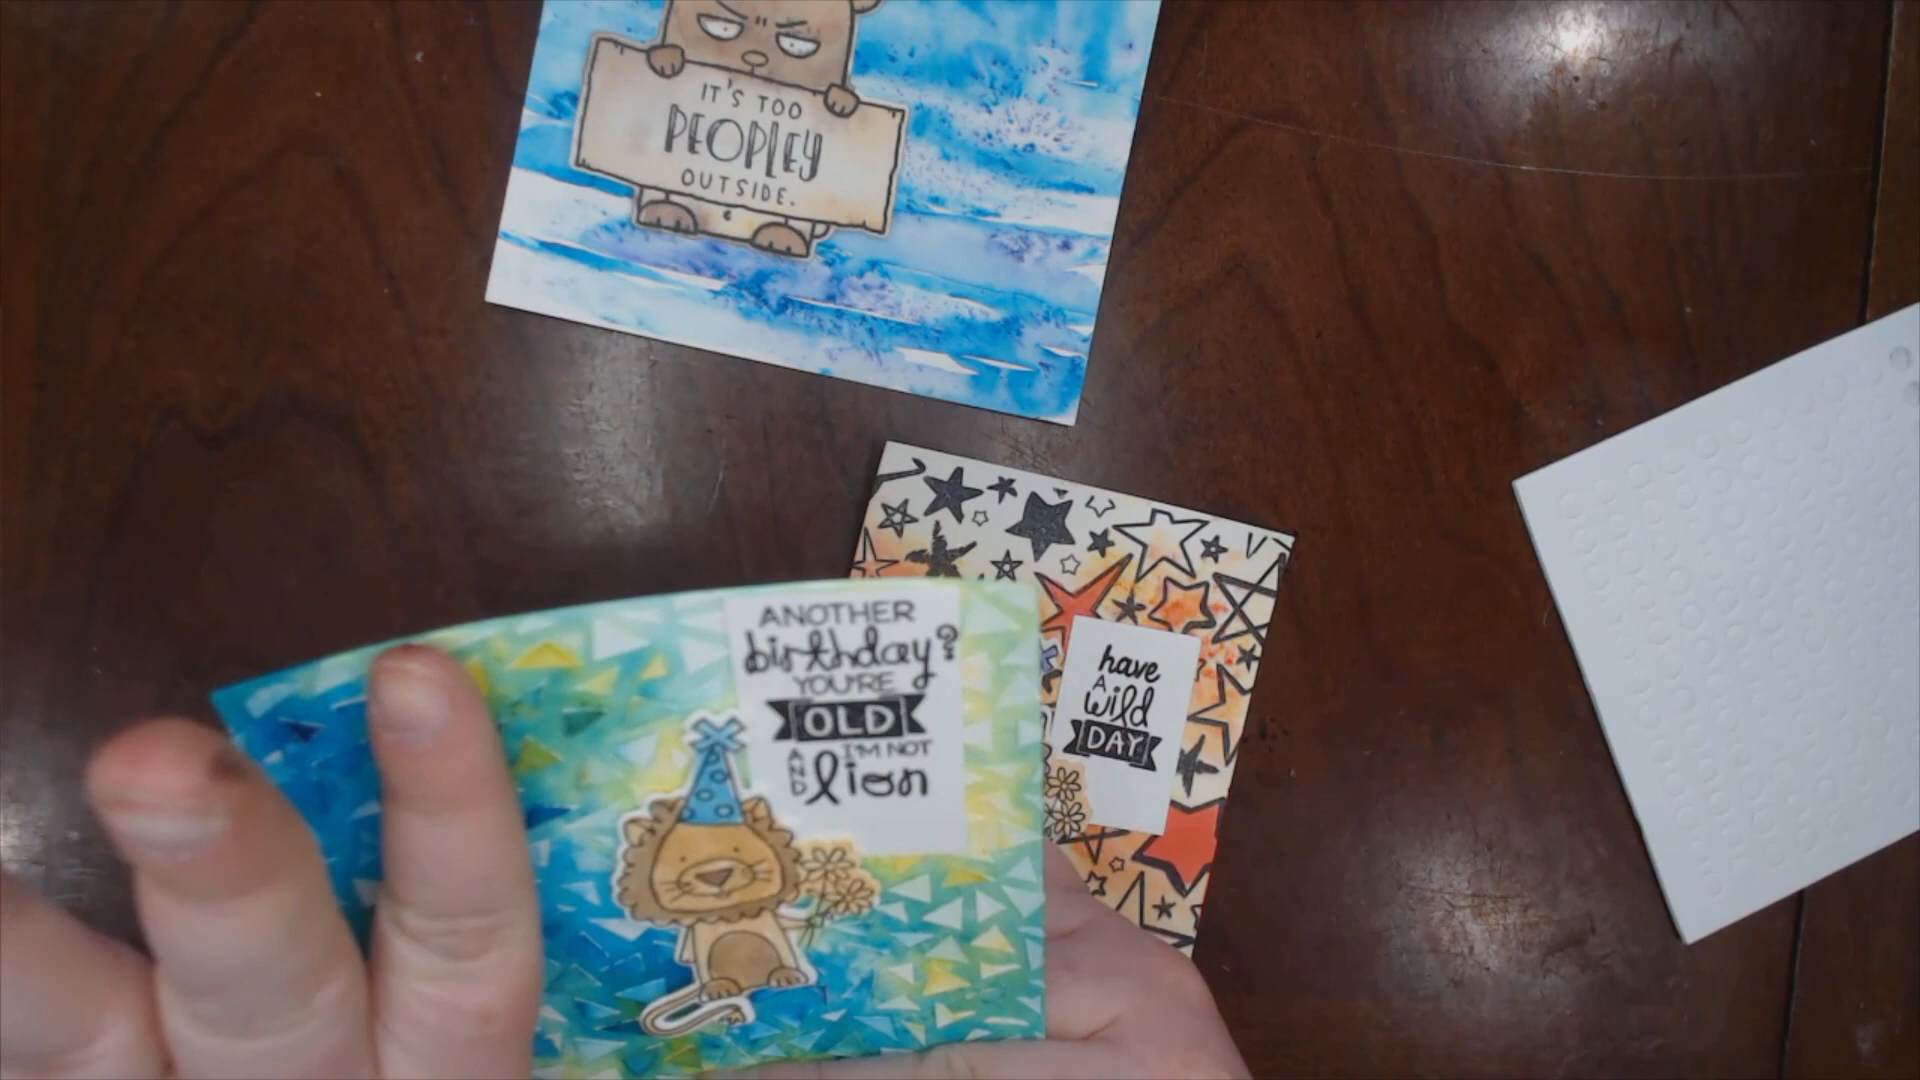 IT'S TOO
PEOPLEY
OUTSIDE.
ANOTHER
birthday?
YOU'RE
OLD
AND I'M NOT
lion
have
A
wild
DAY